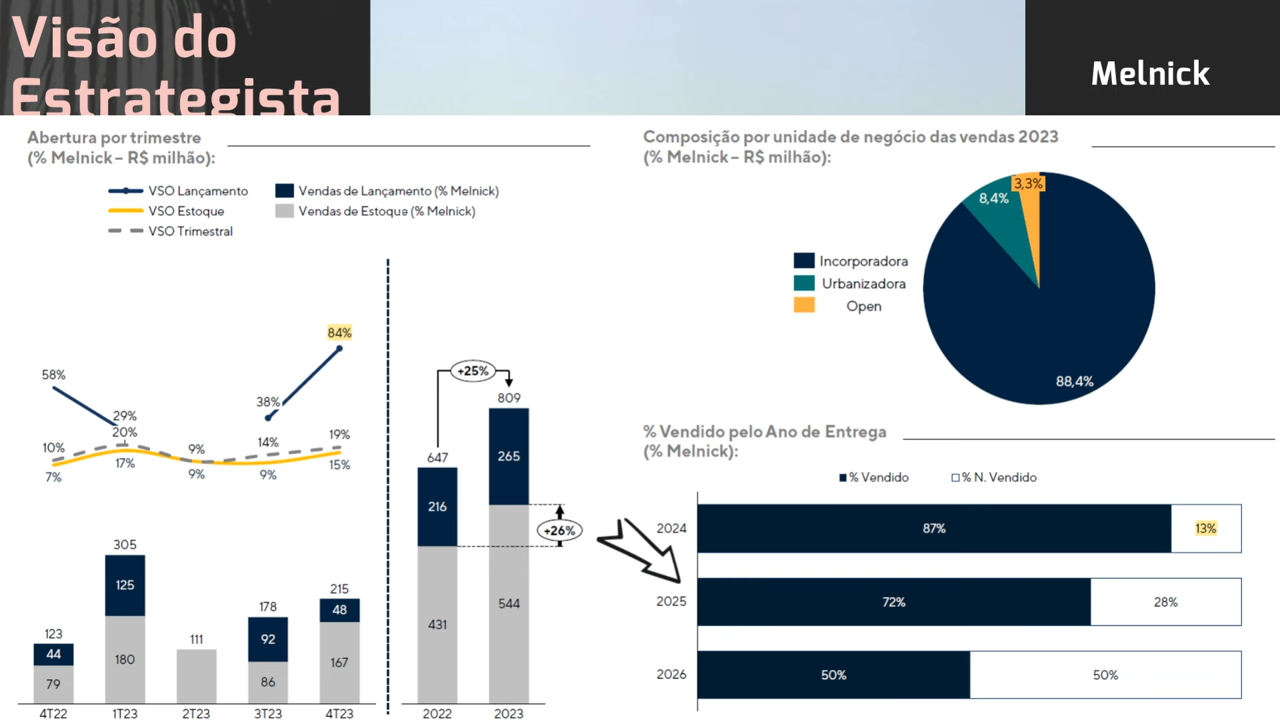 Visão do
Estrategista
Melnick
Abertura por trimestre
(% Melnick – R$ milhão):
VSO Lançamento
VSO Estoque
VSO Trimestral
Vendas de Lançamento (% Melnick)
Vendas de Estoque (% Melnick)
84%
58%
38%
29%
20%
10%
9%
14%
19%
7%
17%
9%
9%
15%
305
125
180
123
44
79
111
178
92
86
215
48
167
4T22
1T23
2T23
3T23
4T23
+25%
647
216
431
809
265
544
+26%
2022
2023
Composição por unidade de negócio das vendas 2023
(% Melnick – R$ milhão):
Incorporadora
Urbanizadora
Open
3,3%
8,4%
88,4%
% Vendido pelo Ano de Entrega
(% Melnick):
% Vendido
% N. Vendido
2024
87%
13%
2025
72%
28%
2026
50%
50%